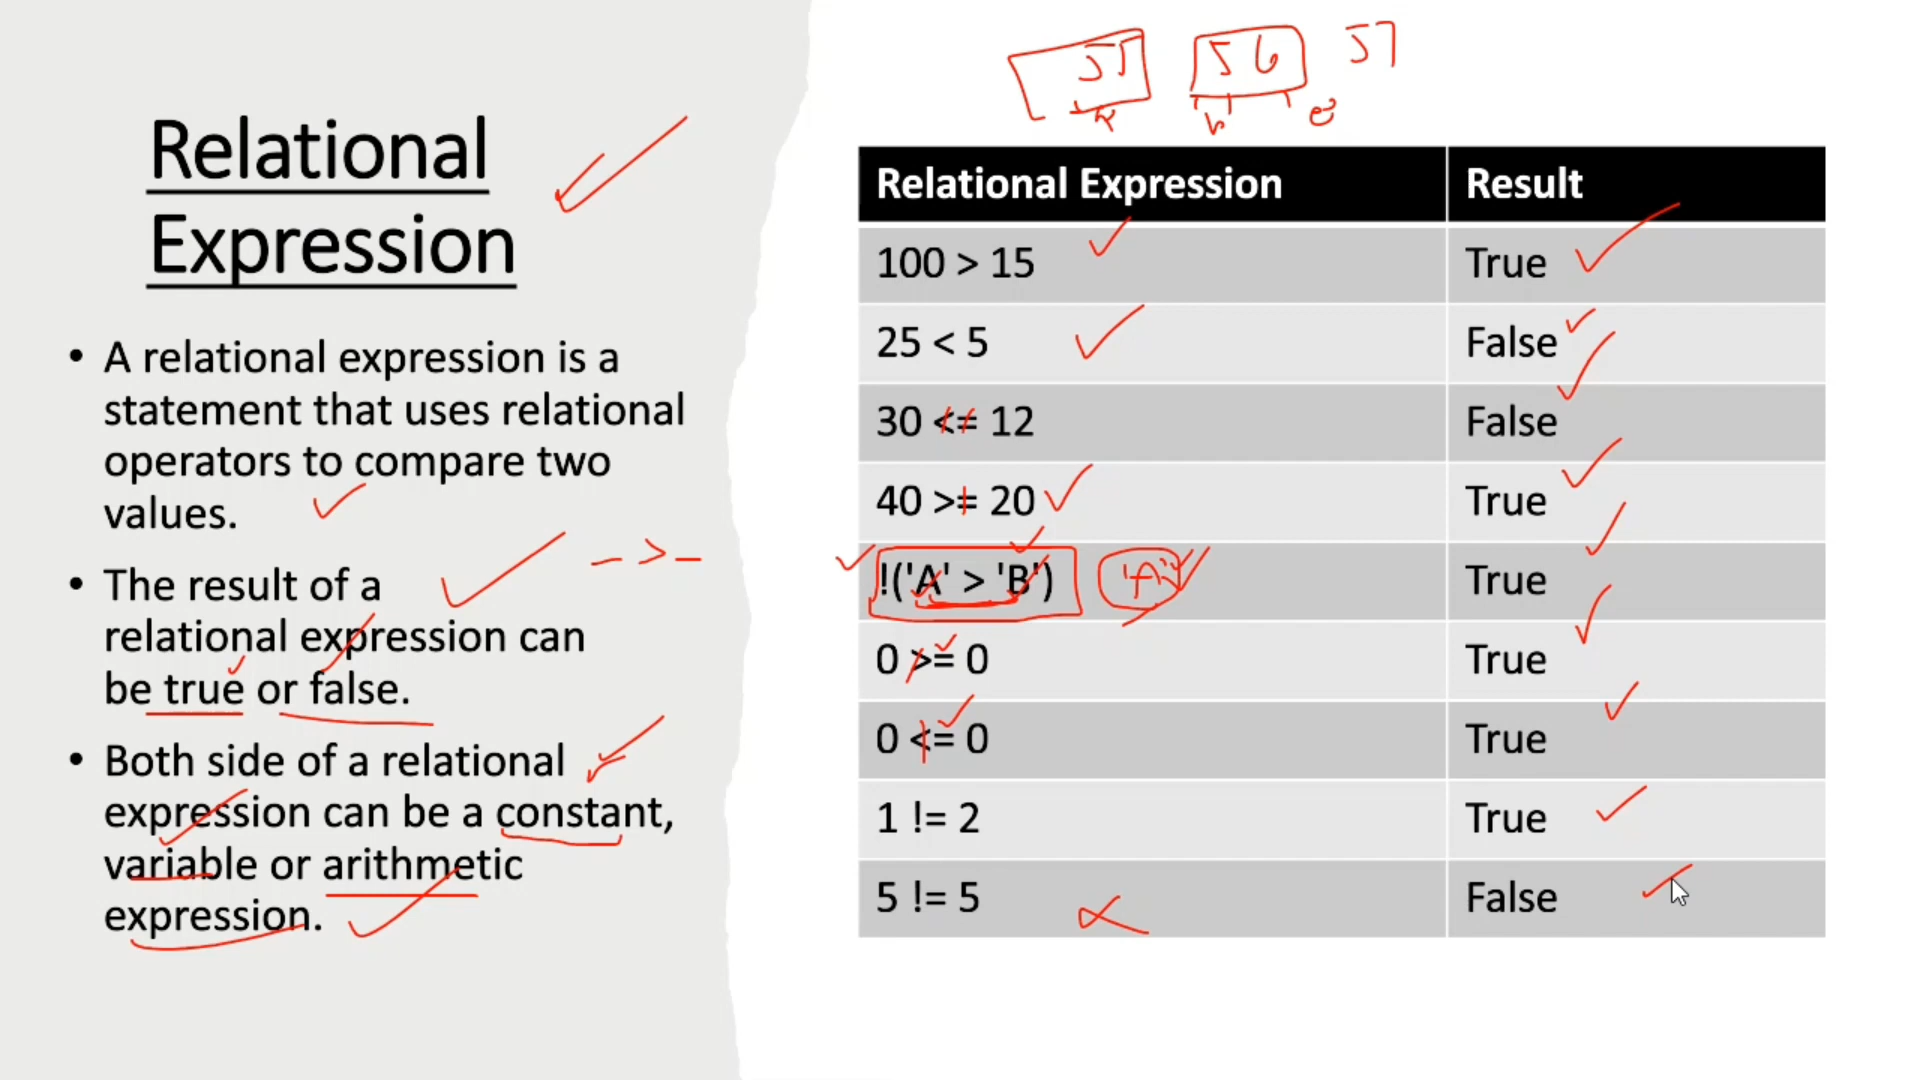 Relational
Expression
• A relational expression is a
statement that uses relational
operators to compare two
values.
• The result of a
relational expression can
be true or false.
• Both side of a relational
expression can be a constant,
variable or arithmetic
expression.
56 57
Relational Expression Result
100 > 15 True
25 < 5 False
30 <= 12 False
40 >= 20 True
!('A' > 'B') 'A' True
0 >= 0 True
0 <= 0 True
1 != 2 True
5 != 5 False